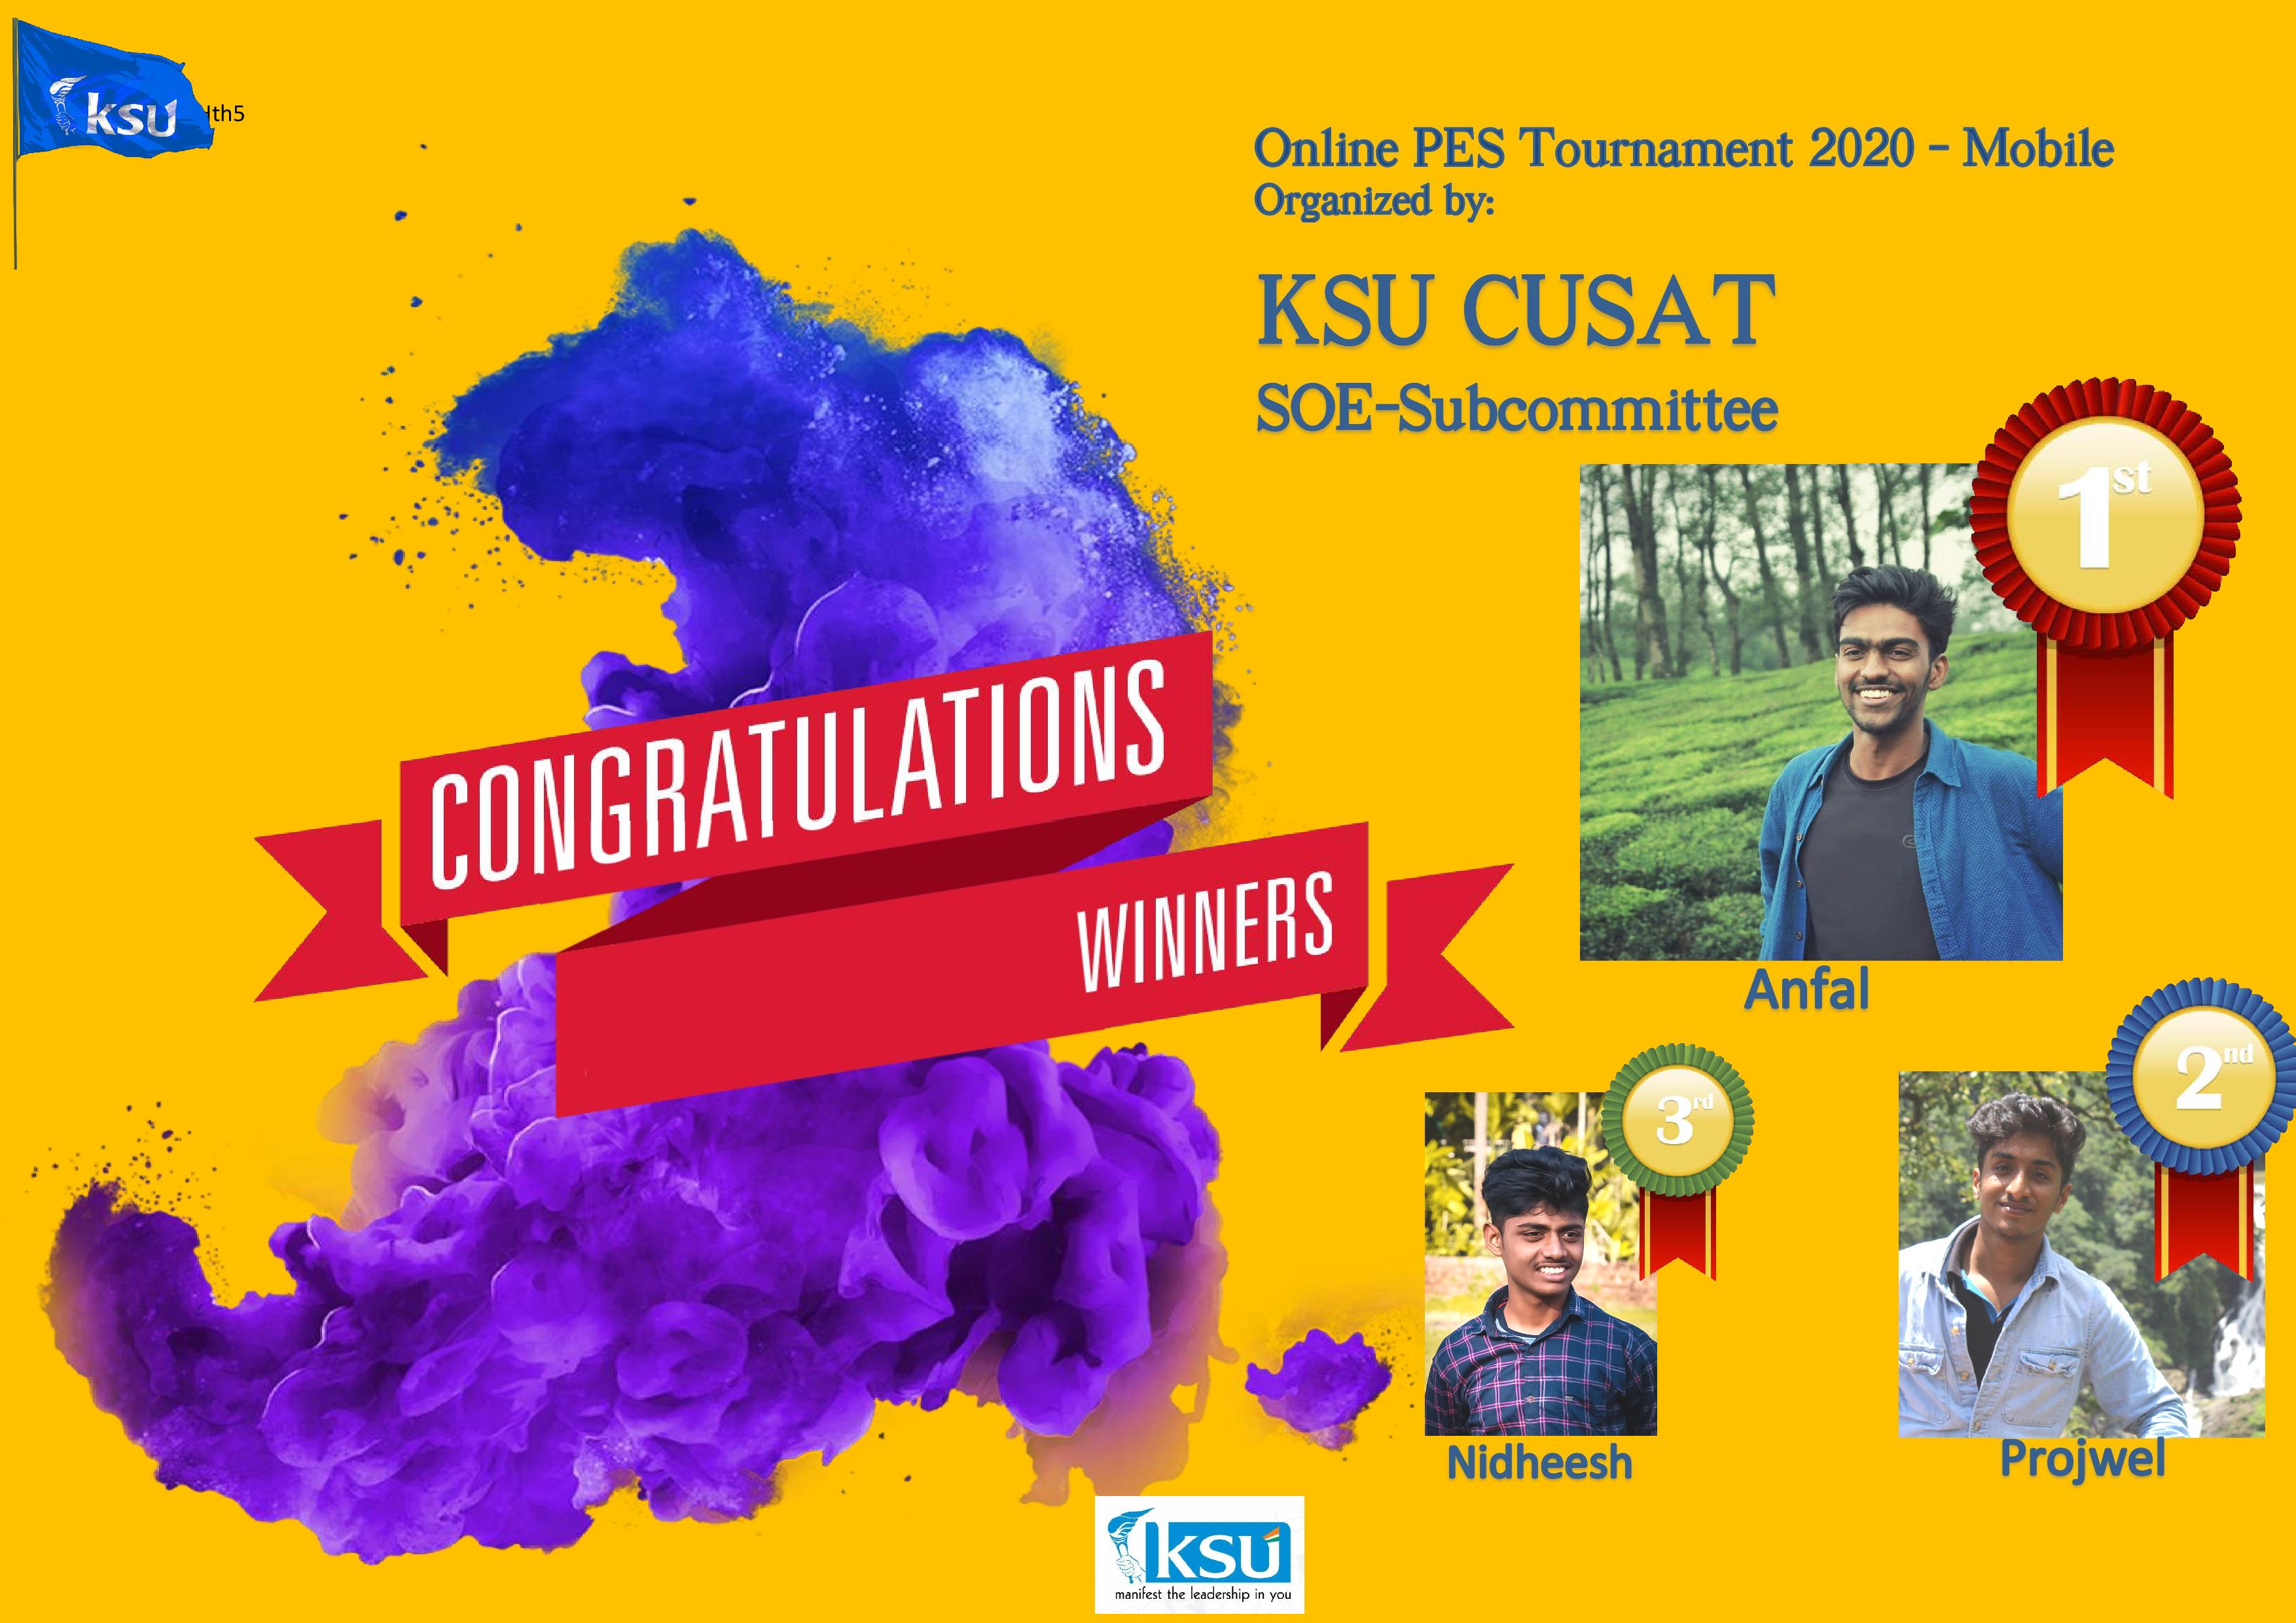 ksu
lth5
Online PES Tournament 2020 - Mobile
Organized by:
KSU CUSAT
SOE-Subcommittee
1st
CONGRATULATIONS
WINNERS
Anfal
3rd
2nd
Nidheesh
Projwel
ksu
manifest the leadership in you